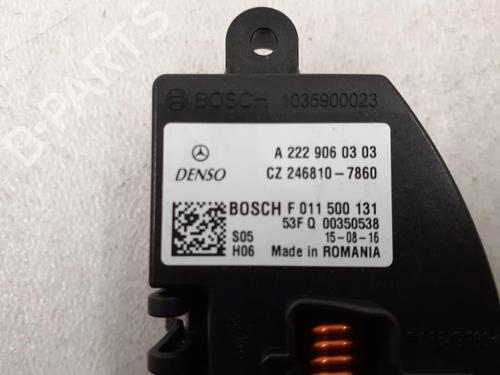 B-PARTS
BOSCH 1035900023
A 222 906 03 03
DENSO CZ 246810-7860
BOSCH F 011 500 131
53F Q 00350538
S05 15-08-16
H06 Made in ROMANIA